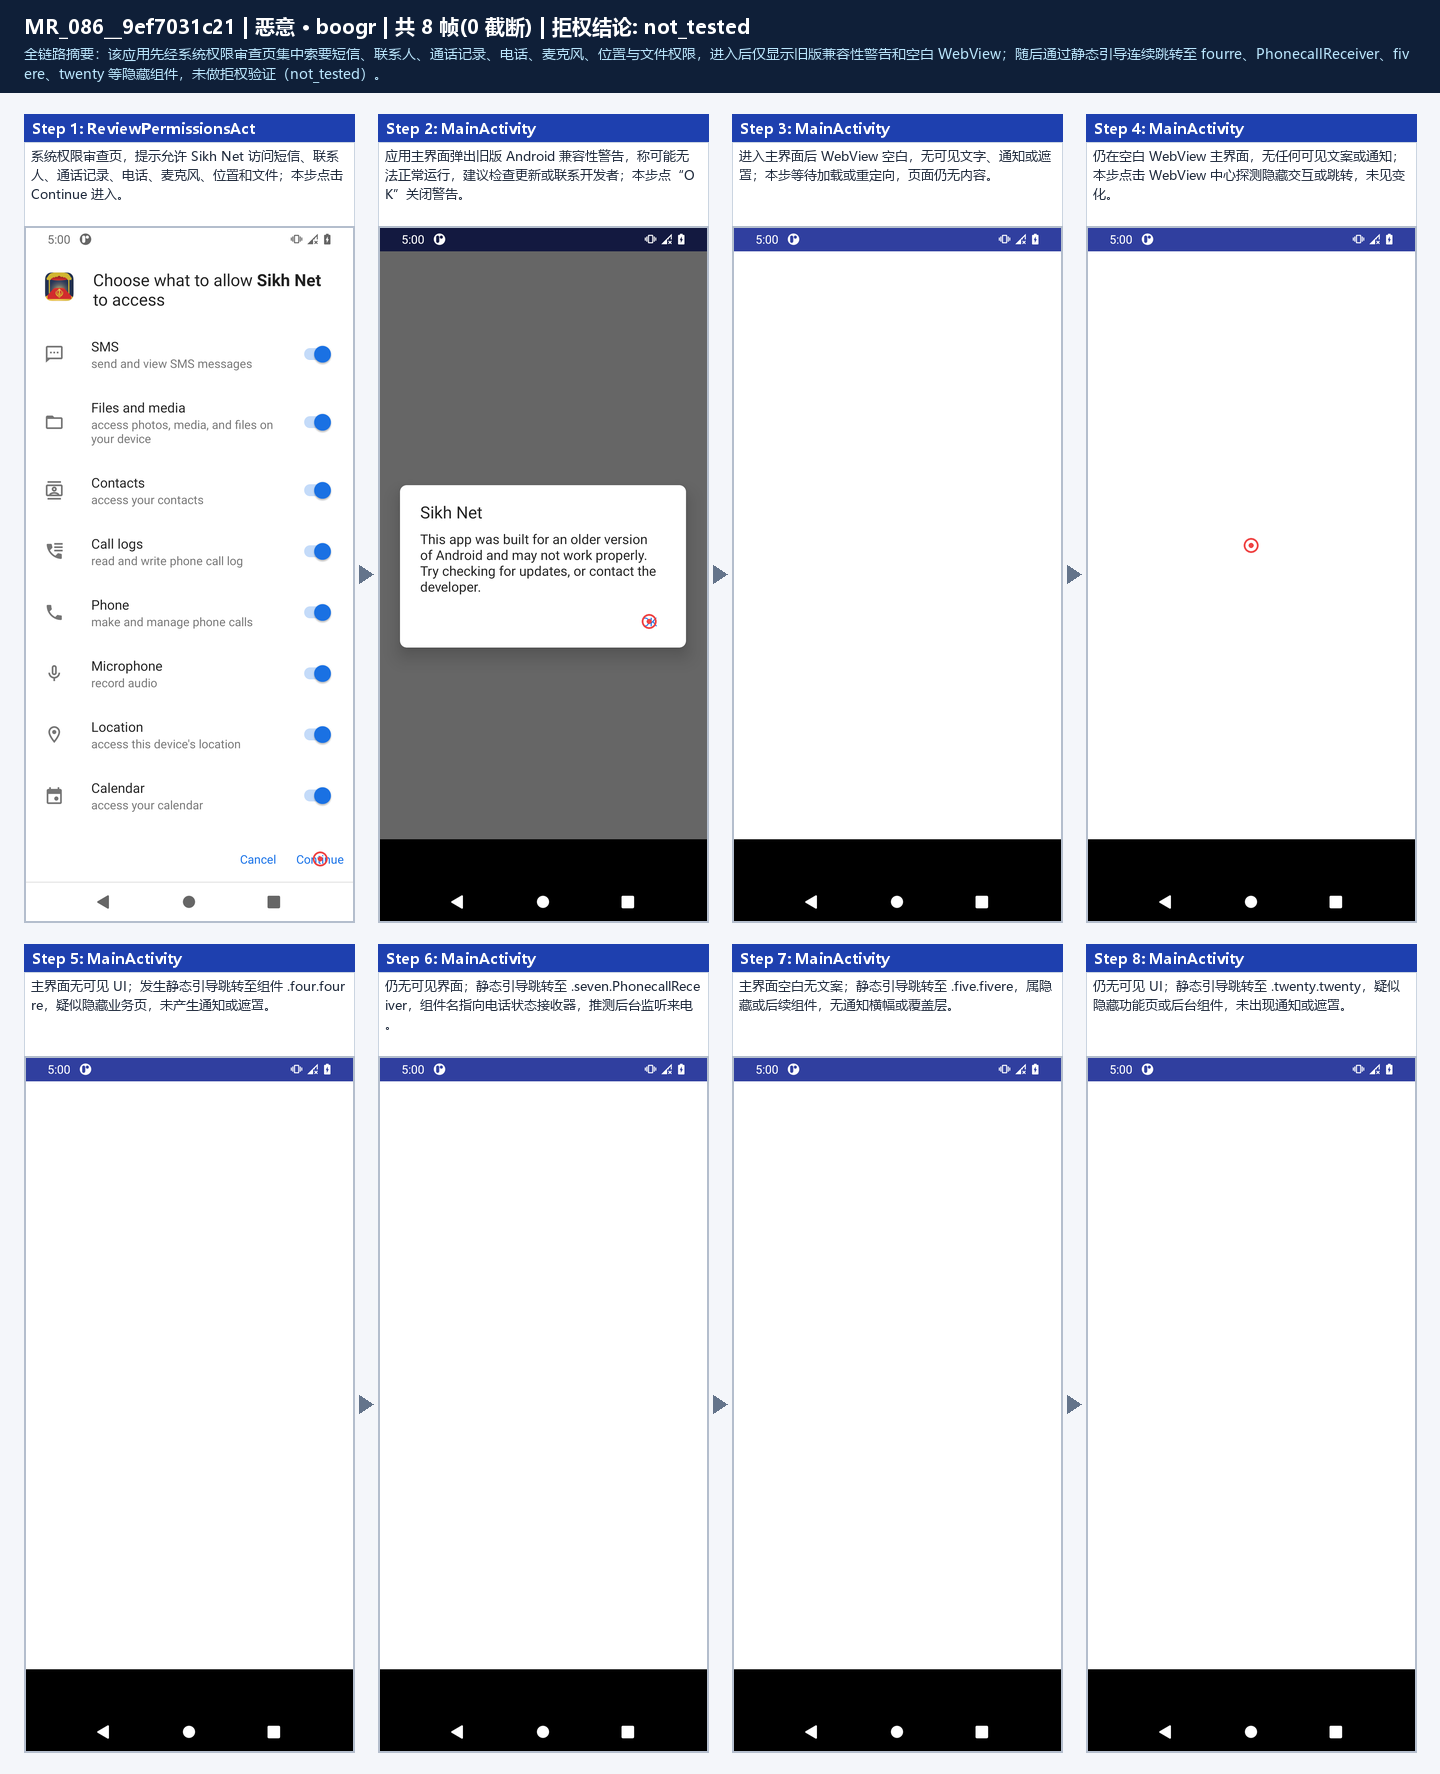 MR_086__9ef7031c21 | 恶意 • boogr | 共 8 帧(0 截断) | 拒权结论: not_tested
全链路摘要：该应用先经系统权限审查页集中索要短信、联系人、通话记录、电话、麦克风、位置与文件权限，进入后仅显示旧版兼容性警告和空白 WebView；随后通过静态引导连续跳转至 fourre、PhonecallReceiver、fiv
ere、twenty 等隐藏组件，未做拒权验证（not_tested）。
Step 1: ReviewPermissionsAct
系统权限审查页，提示允许 Sikh Net 访问短信、联系
人、通话记录、电话、麦克风、位置和文件；本步点击
Continue 进入。
5:00
Choose what to allow Sikh Net
to access
SMS
send and view SMS messages
Files and media
access photos, media, and files on
your device
Contacts
access your contacts
Call logs
read and write phone call log
Phone
make and manage phone calls
Microphone
record audio
Location
access this device's location
Calendar
access your calendar
Cancel
Continue
Step 2: MainActivity
应用主界面弹出旧版 Android 兼容性警告，称可能无
法正常运行，建议检查更新或联系开发者；本步点“O
K”关闭警告。
5:00
Sikh Net
This app was built for an older version
of Android and may not work properly.
Try checking for updates, or contact the
developer.
Step 3: MainActivity
进入主界面后 WebView 空白，无可见文字、通知或遮
罩；本步等待加载或重定向，页面仍无内容。
5:00
Step 4: MainActivity
仍在空白 WebView 主界面，无任何可见文案或通知；
本步点击 WebView 中心探测隐藏交互或跳转，未见变
化。
5:00
Step 5: MainActivity
主界面无可见 UI；发生静态引导跳转至组件 .four.four
re，疑似隐藏业务页，未产生通知或遮罩。
5:00
Step 6: MainActivity
仍无可见界面；静态引导跳转至 .seven.PhonecallRece
iver，组件名指向电话状态接收器，推测后台监听来电
。
5:00
Step 7: MainActivity
主界面空白无文案；静态引导跳转至 .five.fivere，属隐
藏或后续组件，无通知横幅或覆盖层。
5:00
Step 8: MainActivity
仍无可见 UI；静态引导跳转至 .twenty.twenty，疑似
隐藏功能页或后台组件，未出现通知或遮罩。
5:00